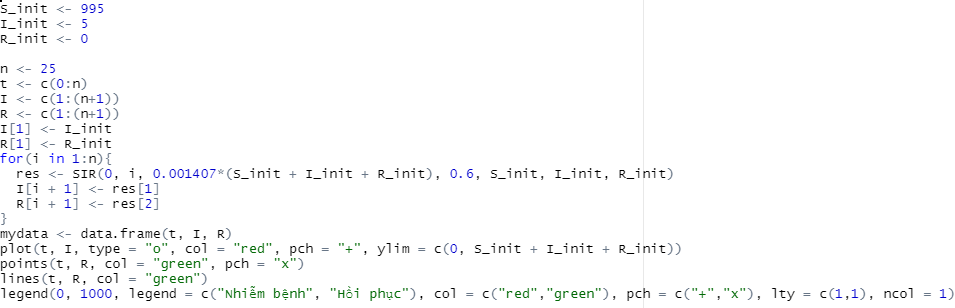 S_init <- 995
I_init <- 5
R_init <- 0
n <- 25
t <- c(0:n)
I <- c(1:(n+1))
R <- c(1:(n+1))
I[1] <- I_init
R[1] <- R_init
for(i in 1:n){
  res <- SIR(0, i, 0.001407*(S_init + I_init + R_init), 0.6, S_init, I_init, R_init)
  I[i + 1] <- res[1]
  R[i + 1] <- res[2]
}
mydata <- data.frame(t, I, R)
plot(t, I, type = "o", col = "red", pch = "+", ylim = c(0, S_init + I_init + R_init))
points(t, R, col = "green", pch = "x")
lines(t, R, col = "green")
legend(0, 1000, legend = c("Nhiễm bệnh", "Hồi phục"), col = c("red","green"), pch = c("+","x"), lty = c(1,1), ncol = 1)